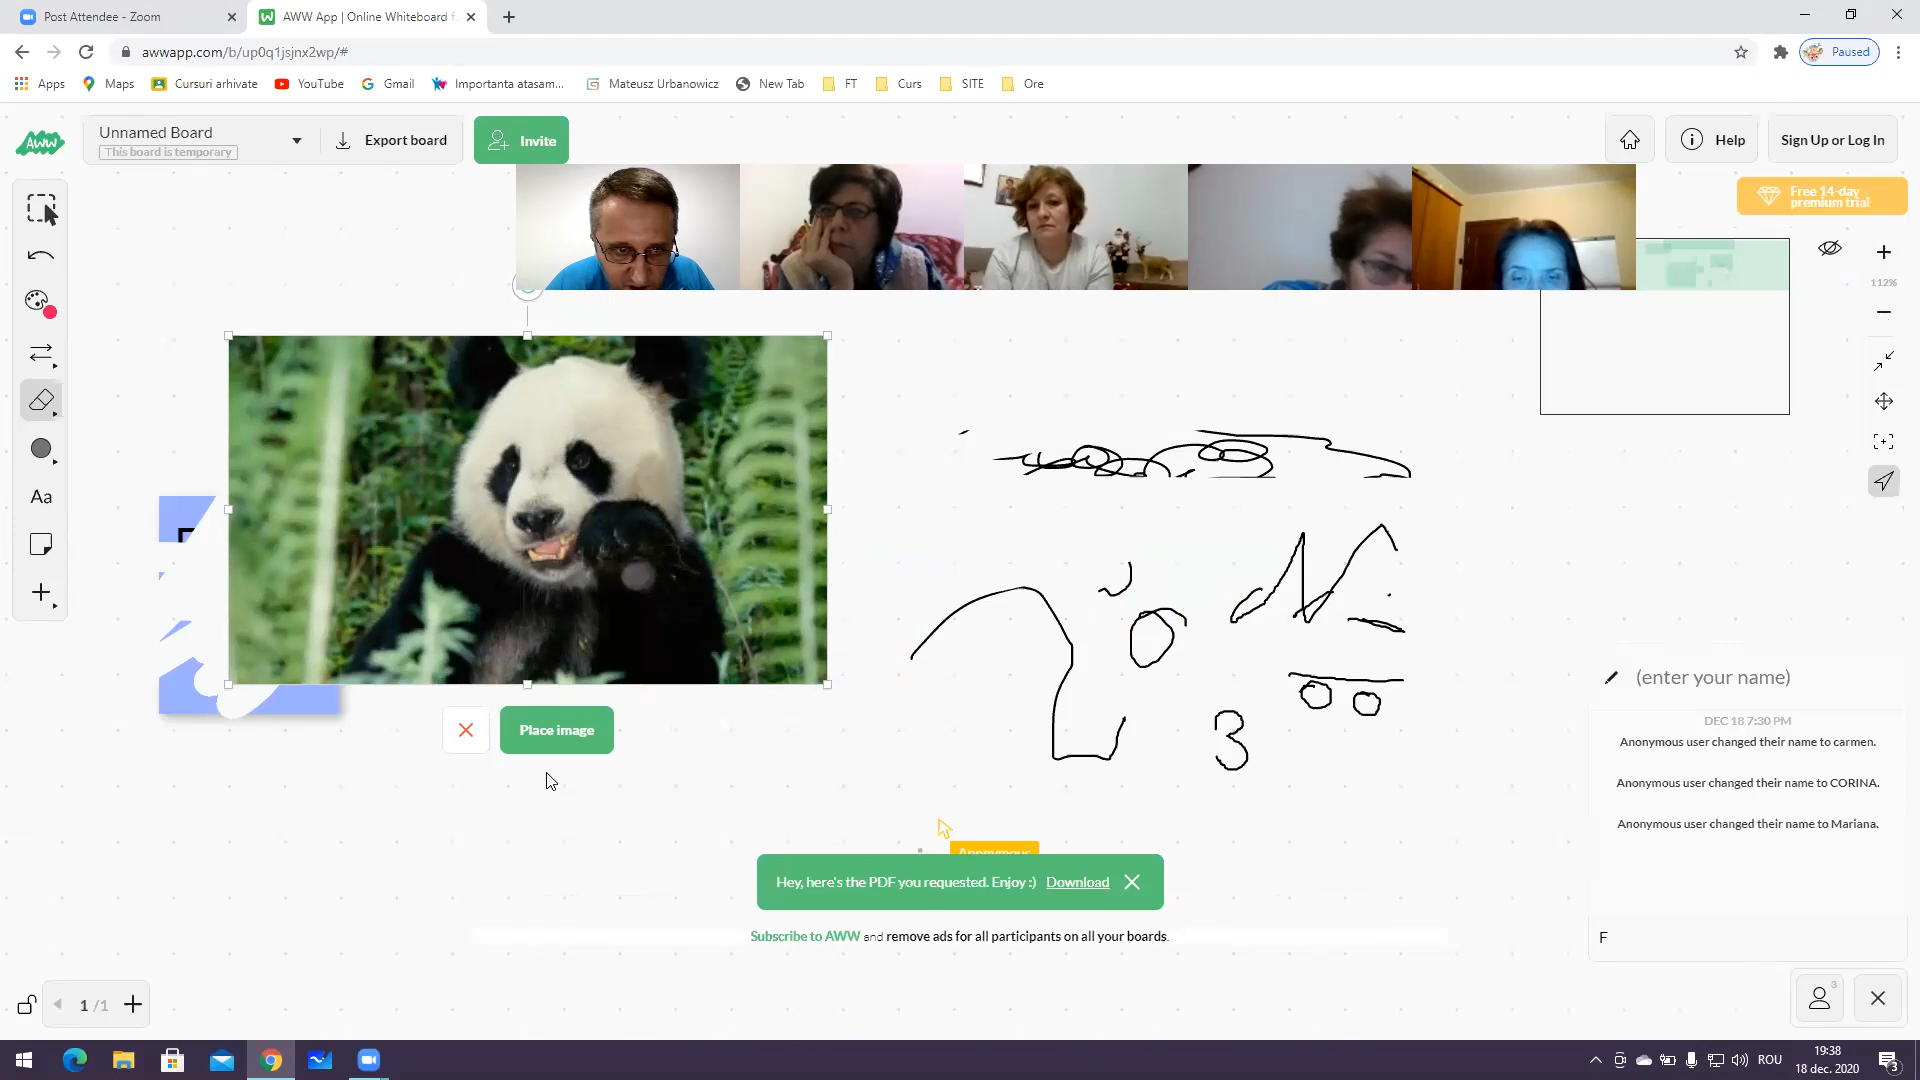 Post Attendee - Zoom
AWW App | Online Whiteboard f
awwapp.com/b/up0q1jsjnx2wp/#
Paused
Apps
Maps
Cursuri arhivate
YouTube
Gmail
Importanta atasam...
Mateusz Urbanowicz
New Tab
FT
Curs
SITE
Ore
AWW
Unnamed Board
This board is temporary
Export board
Invite
Help
Sign Up or Log In
Free 14-day
premium trial
112%
Aa
3
(enter your name)
DEC 18 7:30 PM
Anonymous user changed their name to carmen.
Anonymous user changed their name to CORINA.
Anonymous user changed their name to Mariana.
Place image
Anonymous
Hey, here's the PDF you requested. Enjoy :) Download
Subscribe to AWW and remove ads for all participants on all your boards.
F
1 /1
3
ROU
19:38
18 dec. 2020
3